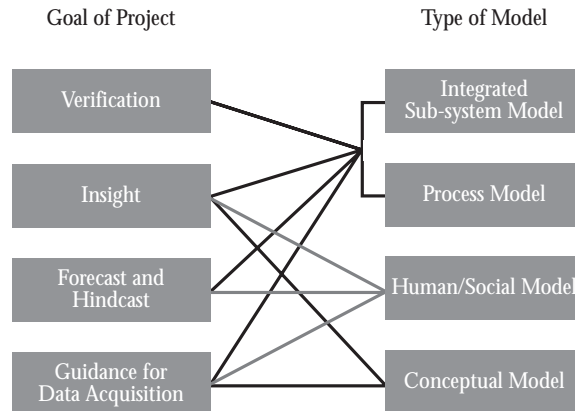 Goal of Project
Type of Model
Verification
Integrated
Sub-system Model
Insight
Process Model
Forecast and
Hindcast
Human/Social Model
Guidance for
Data Acquisition
Conceptual Model